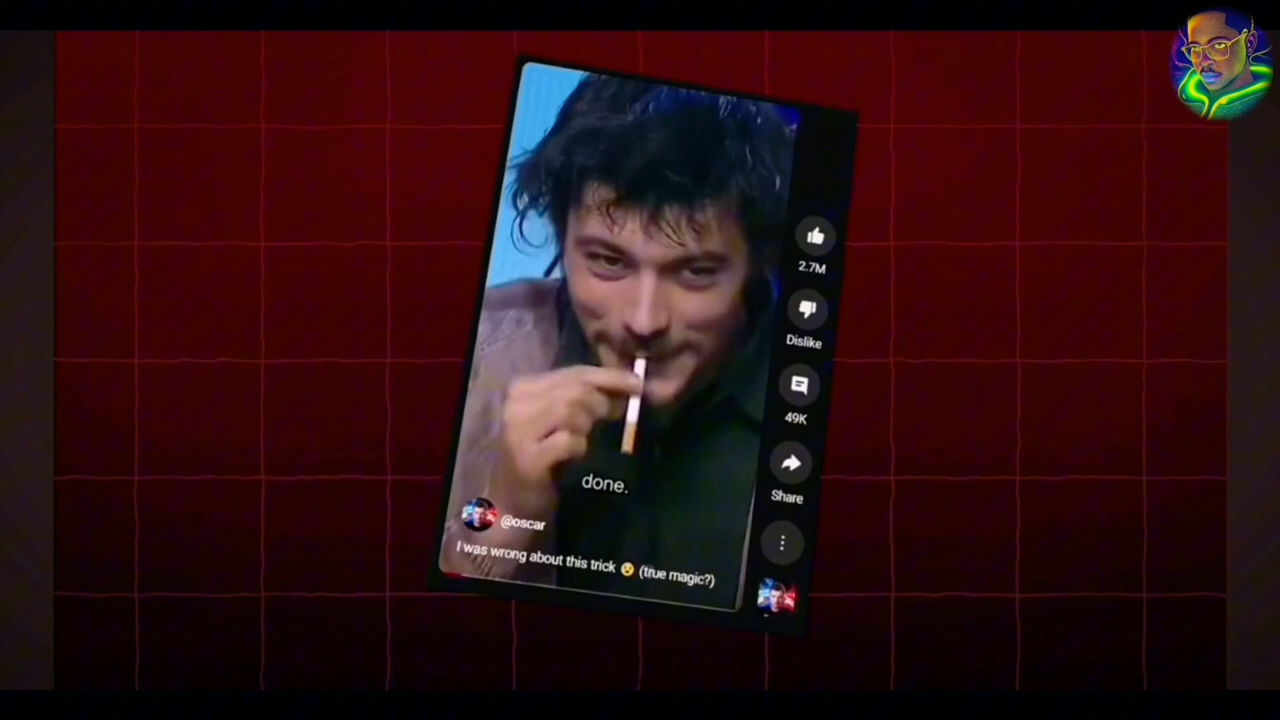 2.7M
Dislike
49K
done.
Share
@oscar
I was wrong about this trick 😧 (true magic?)